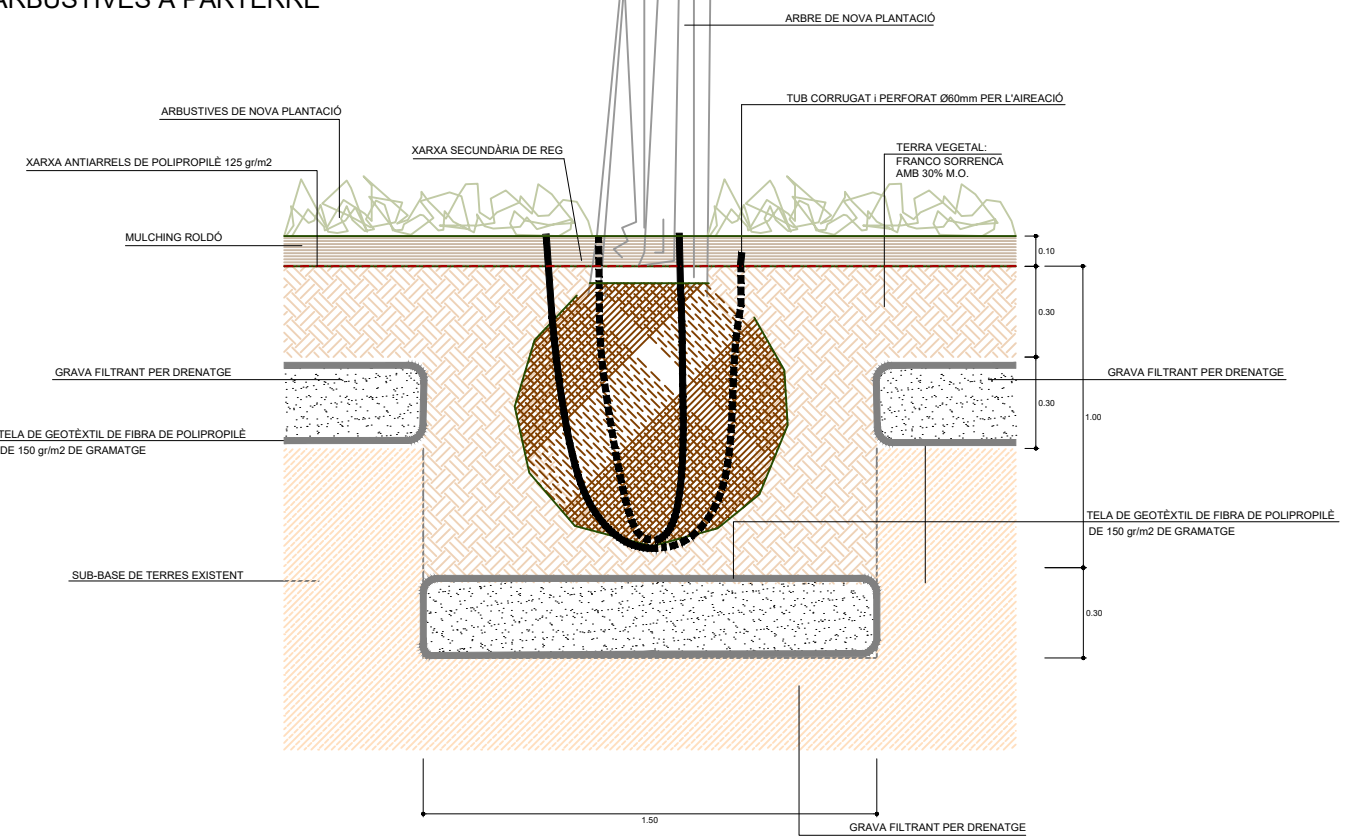 ARBUSTIVES A PARTERRE
ARBRE DE NOVA PLANTACIÓ
TUB CORRUGAT i PERFORAT Ø60mm PER L'AIREACIÓ
ARBUSTIVES DE NOVA PLANTACIÓ
XARXA SECUNDÀRIA DE REG
TERRA VEGETAL:
FRANCO SORRENCA
AMB 30% M.O.
XARXA ANTIARRELS DE POLIPROPILÈ 125 gr/m2
MULCHING ROLDÓ
0.10
0.30
GRAVA FILTRANT PER DRENATGE
GRAVA FILTRANT PER DRENATGE
0.30
1.00
TELA DE GEOTÈXTIL DE FIBRA DE POLIPROPILÈ
DE 150 gr/m2 DE GRAMATGE
TELA DE GEOTÈXTIL DE FIBRA DE POLIPROPILÈ
DE 150 gr/m2 DE GRAMATGE
SUB-BASE DE TERRES EXISTENT
0.30
1.50
GRAVA FILTRANT PER DRENATGE